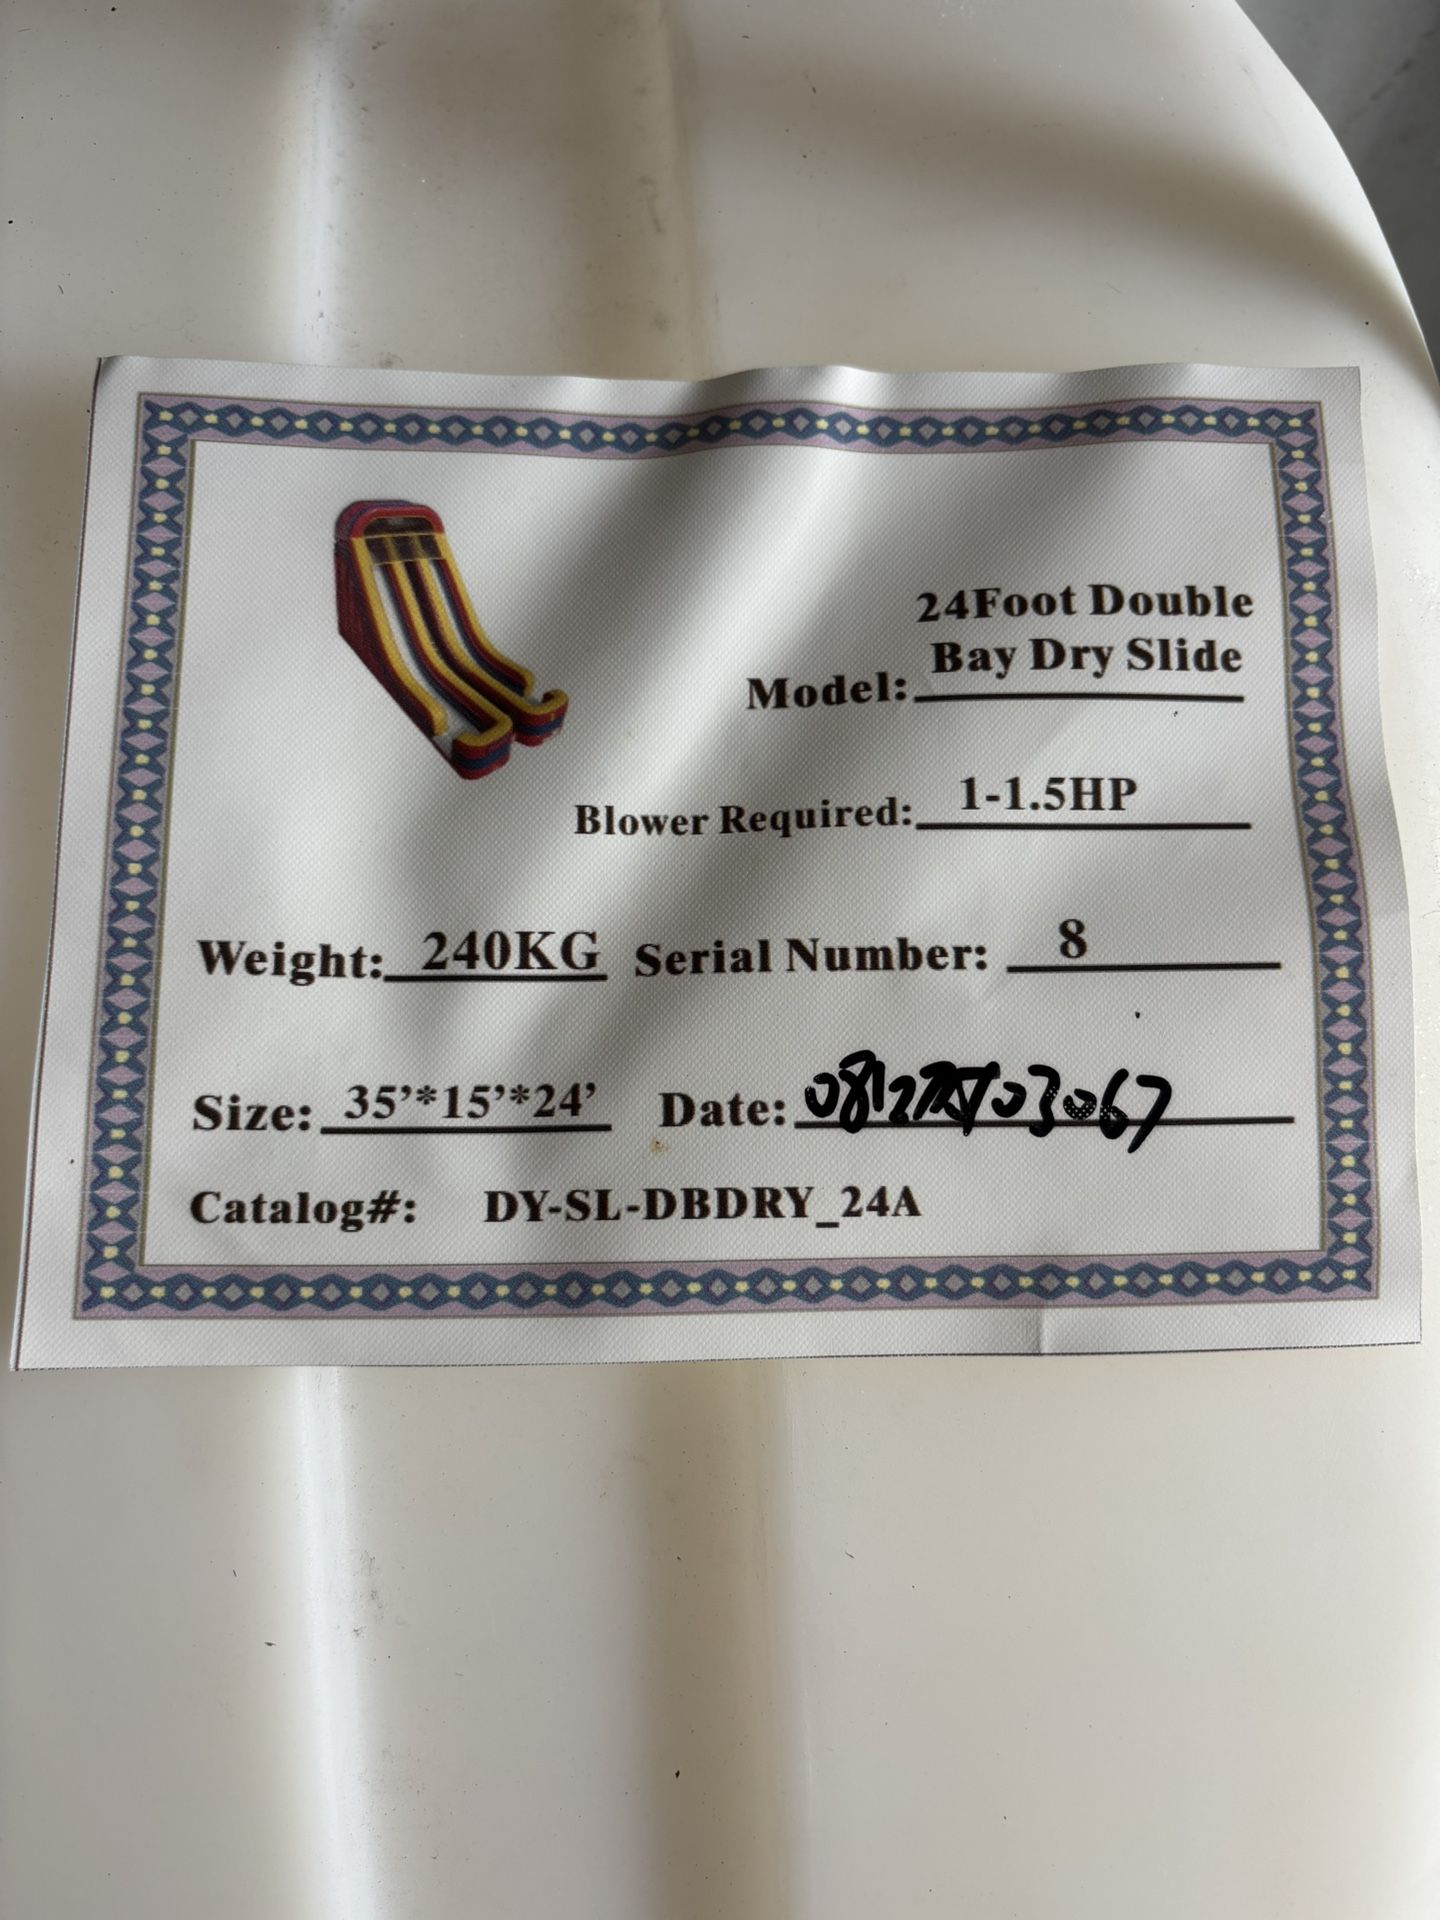 24Foot Double
Bay Dry Slide
Model:
Blower Required: 1-1.5HP
Weight: 240KG Serial Number: 8
Size: 35’*15’*24’ Date:
Catalog#: DY-SL-DBDRY_24A